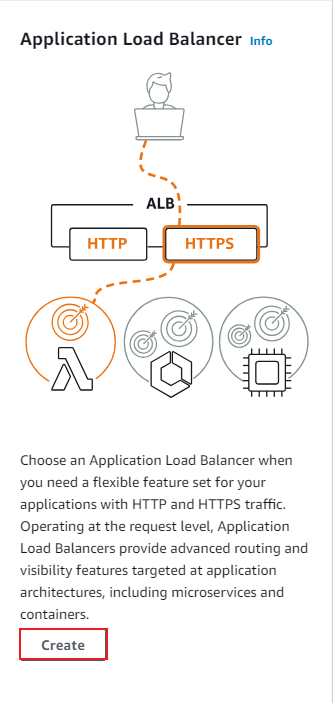 Application Load Balancer Info
ALB
HTTP HTTPS
Choose an Application Load Balancer when
you need a flexible feature set for your
applications with HTTP and HTTPS traffic.
Operating at the request level, Application
Load Balancers provide advanced routing and
visibility features targeted at application
architectures, including microservices and
containers.
Create